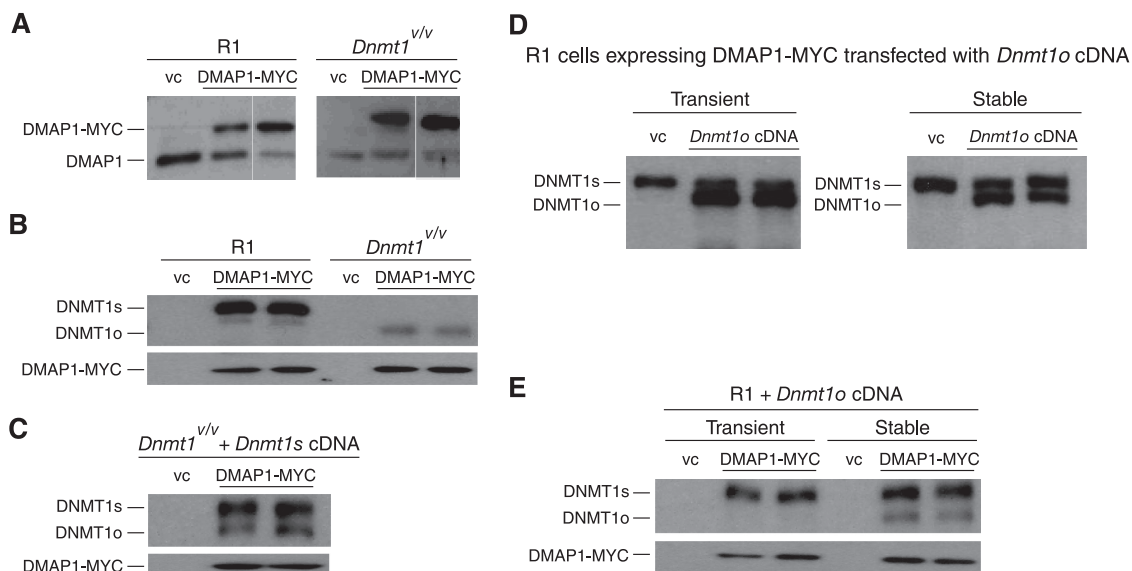 A
R1
Dnmt1 v/v
vc DMAP1-MYC
vc DMAP1-MYC
DMAP1-MYC
DMAP1
B
R1
Dnmt1 v/v
vc DMAP1-MYC
vc DMAP1-MYC
DNMT1s
DNMT1o
DMAP1-MYC
C
Dnmt1 v/v + Dnmt1s cDNA
vc DMAP1-MYC
DNMT1s
DNMT1o
DMAP1-MYC
D
R1 cells expressing DMAP1-MYC transfected with Dnmt1o cDNA
Transient
Stable
vc Dnmt1o cDNA
vc Dnmt1o cDNA
DNMT1s
DNMT1o
DNMT1s
DNMT1o
E
R1 + Dnmt1o cDNA
Transient
Stable
vc DMAP1-MYC
vc DMAP1-MYC
DNMT1s
DNMT1o
DMAP1-MYC